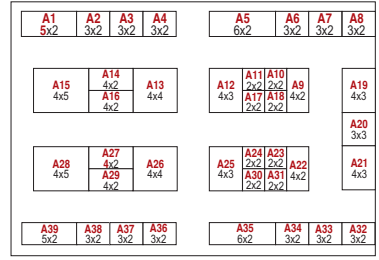 A1 A2 A3 A4 A5 A6 A7 A8
5x2 3x2 3x2 3x2 6x2 3x2 3x2 3x2
A15
4x5
A14
4x2
A16
4x2
A13
4x4
A12
4x3
A11 A10
2x2 2x2
A17 A18
2x2 2x2
A9
4x2
A19
4x3
A20
3x3
A21
4x3
A28
4x5
A27
4x2
A29
4x2
A26
4x4
A25
4x3
A24 A23
2x2 2x2
A30 A31
2x2 2x2
A22
4x2
A39 A38 A37 A36 A35 A34 A33 A32
5x2 3x2 3x2 3x2 6x2 3x2 3x2 3x2